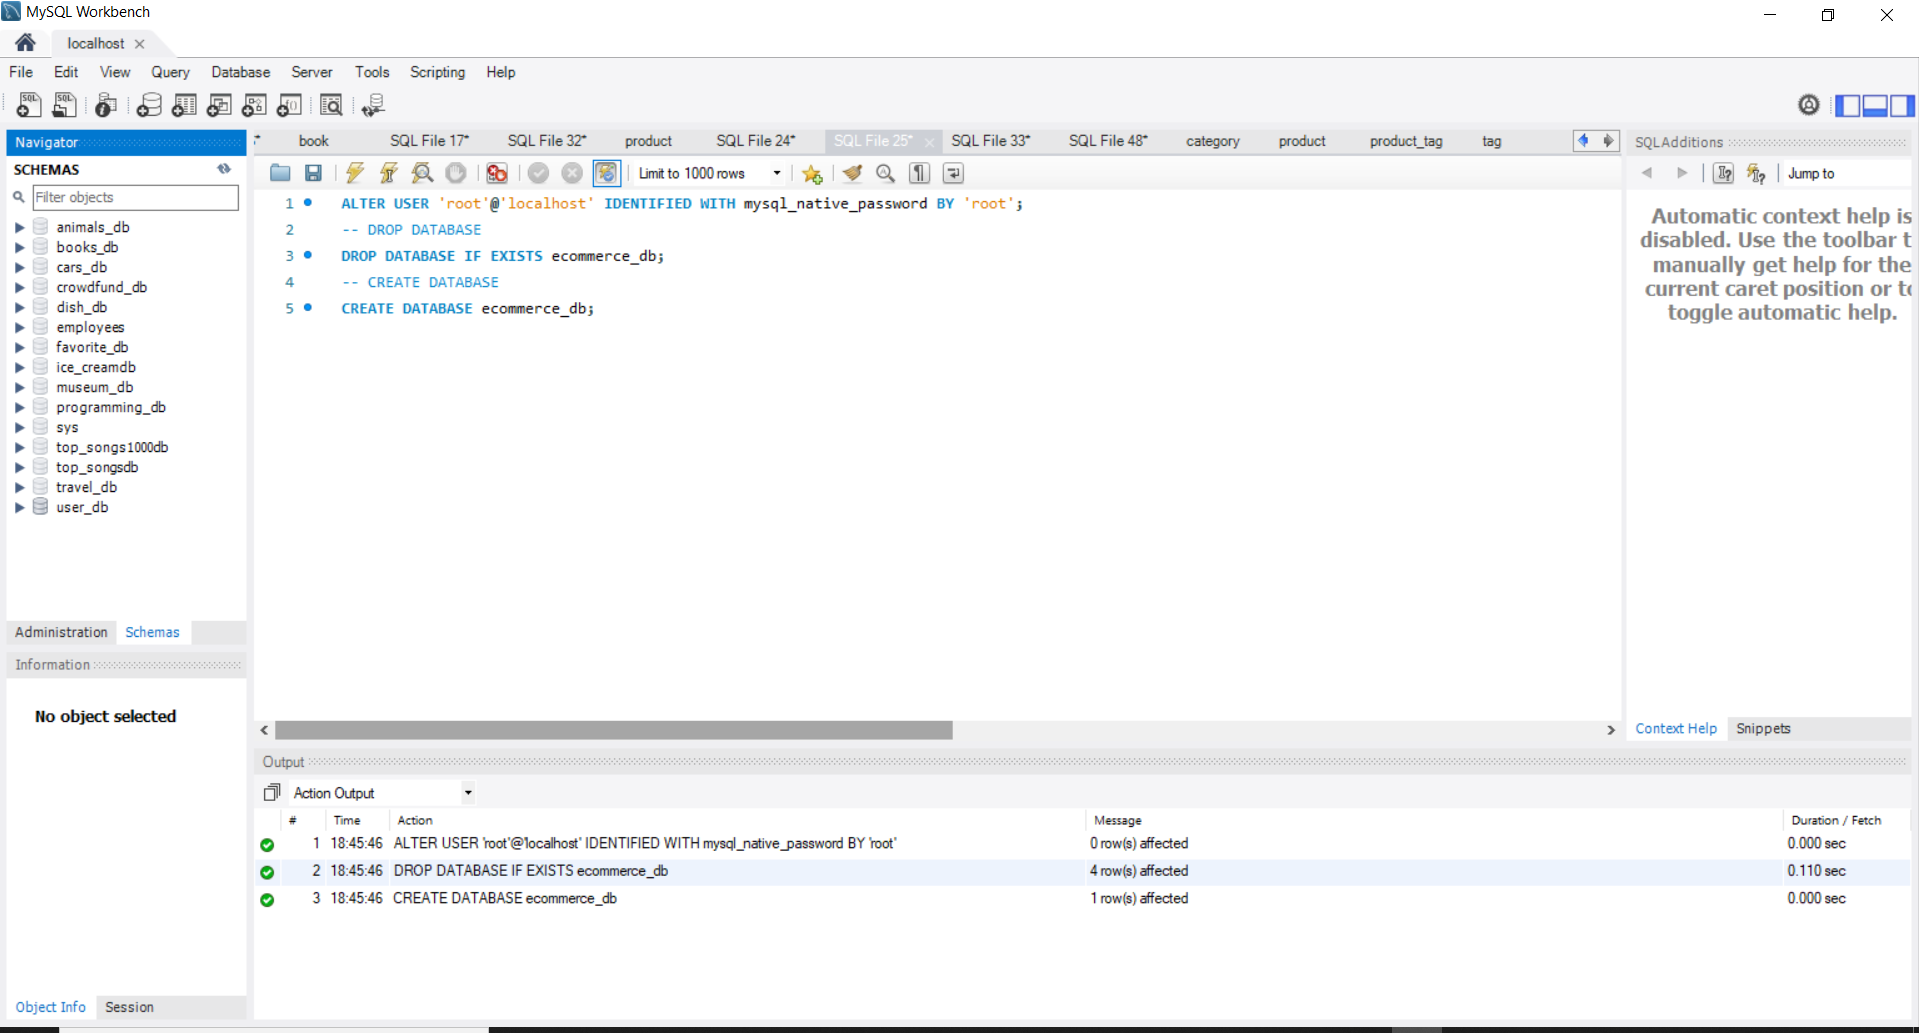 MySQL Workbench
localhost
File Edit View Query Database Server Tools Scripting Help
Navigator
SCHEMAS
Filter objects
animals_db
books_db
cars_db
crowdfund_db
dish_db
employees
favorite_db
ice_creamdb
museum_db
programming_db
sys
top_songs1000db
top_songsdb
travel_db
user_db
Administration Schemas
Information
No object selected
Object Info Session
* book SQL File 17* SQL File 32* product SQL File 24* SQL File 25* SQL File 33* SQL File 48* category product product_tag tag
Limit to 1000 rows
1 ALTER USER 'root'@'localhost' IDENTIFIED WITH mysql_native_password BY 'root';
2 -- DROP DATABASE
3 DROP DATABASE IF EXISTS ecommerce_db;
4 -- CREATE DATABASE
5 CREATE DATABASE ecommerce_db;
SQLAdditions
Jump to
Automatic context help is
disabled. Use the toolbar t
manually get help for the
current caret position or to
toggle automatic help.
Context Help Snippets
Output
Action Output
# Time Action Message Duration / Fetch
1 18:45:46 ALTER USER 'root'@'localhost' IDENTIFIED WITH mysql_native_password BY 'root' 0 row(s) affected 0.000 sec
2 18:45:46 DROP DATABASE IF EXISTS ecommerce_db 4 row(s) affected 0.110 sec
3 18:45:46 CREATE DATABASE ecommerce_db 1 row(s) affected 0.000 sec